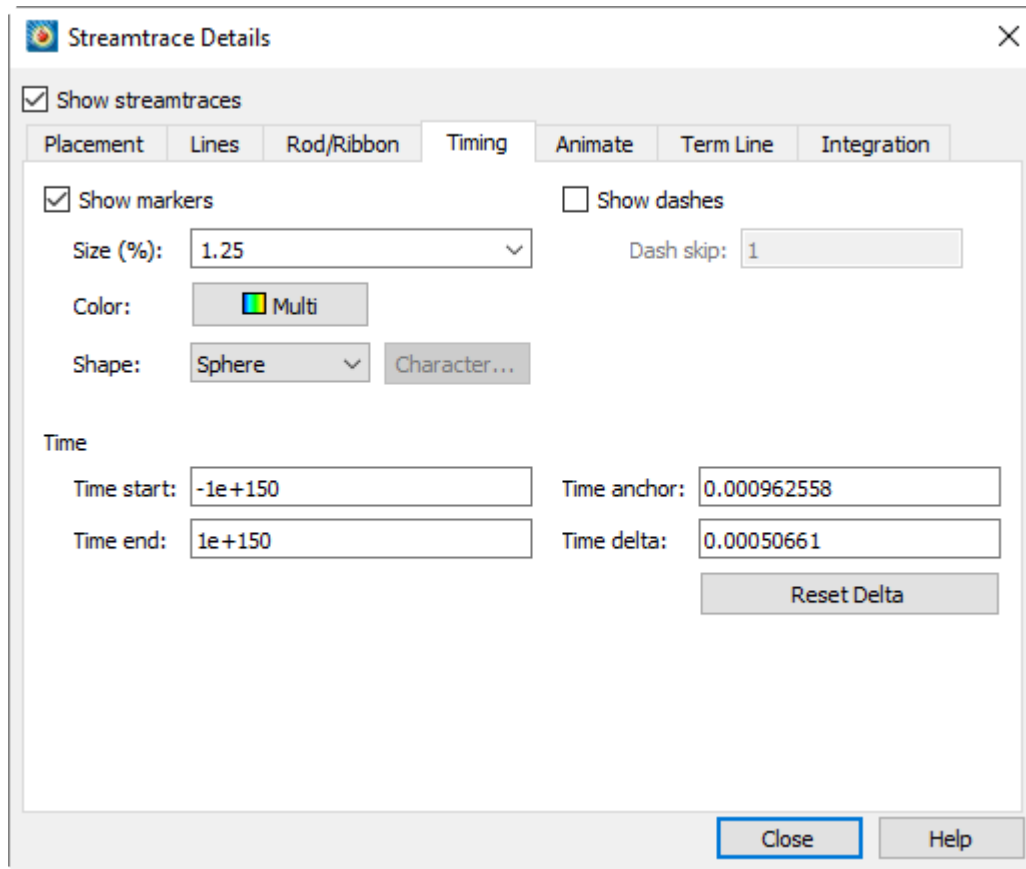 Streamtrace Details
Show streamtraces
Placement Lines Rod/Ribbon Timing Animate Term Line Integration
Show markers Show dashes
Size (%): 1.25 Dash skip: 1
Color: Multi
Shape: Sphere Character...
Time
Time start: -1e+150 Time anchor: 0.000962558
Time end: 1e+150 Time delta: 0.00050661
Reset Delta
Close Help